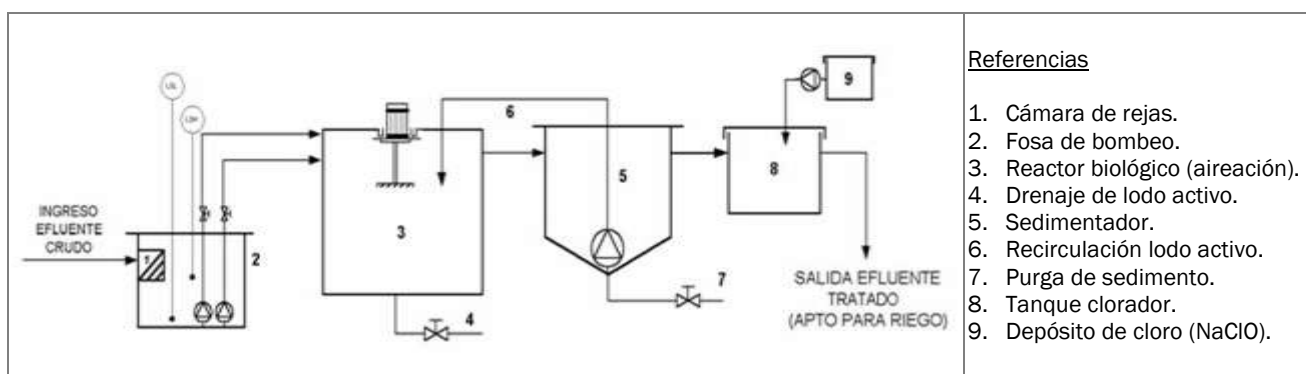 LSL
LSH
INGRESO
EFLUENTE
CRUDO
1
2
3
4
5
6
7
8
9
SALIDA EFLUENTE
TRATADO
(APTO PARA RIEGO)
Referencias
1. Cámara de rejas.
2. Fosa de bombeo.
3. Reactor biológico (aireación).
4. Drenaje de lodo activo.
5. Sedimentador.
6. Recirculación lodo activo.
7. Purga de sedimento.
8. Tanque clorador.
9. Depósito de cloro (NaClO).